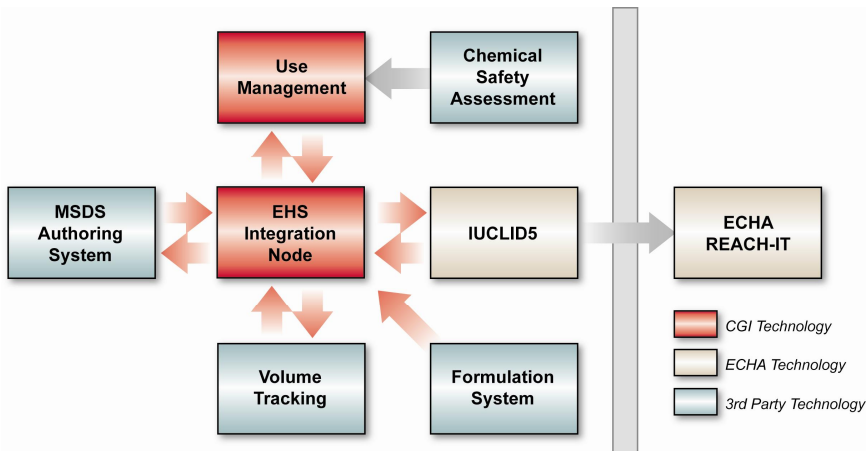 Use
Management
Chemical
Safety
Assessment
MSDS
Authoring
System
EHS
Integration
Node
IUCLID5
ECHA
REACH-IT
Volume
Tracking
Formulation
System
CGI Technology
ECHA Technology
3rd Party Technology